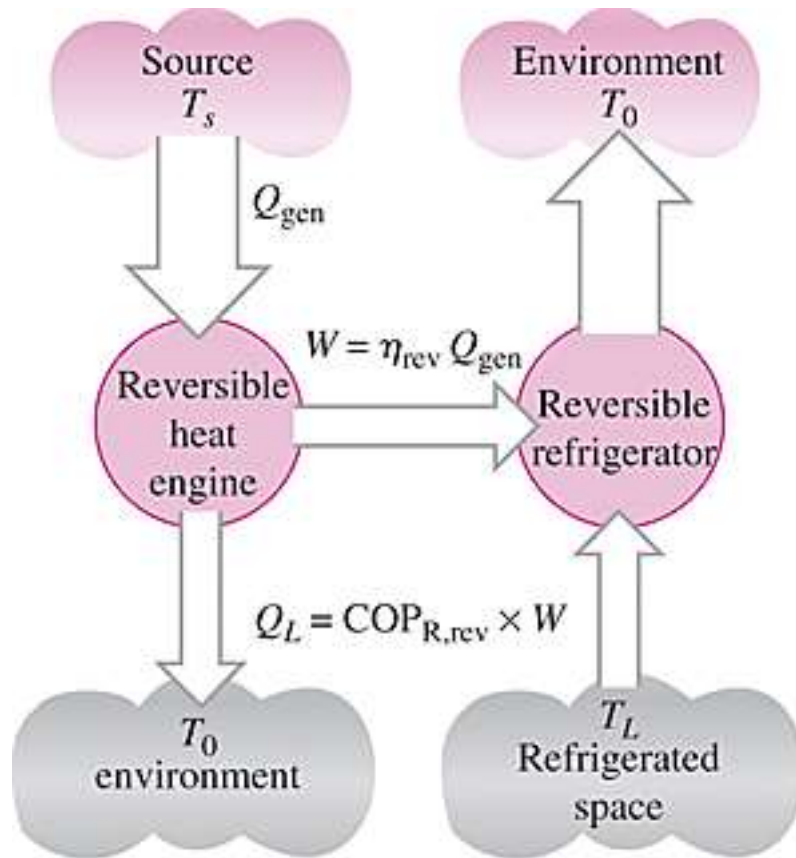 Source
T_s
Environment
T_0
Q_gen
W = η_rev Q_gen
Reversible
heat
engine
Reversible
refrigerator
Q_L = COP_R,rev × W
T_0
environment
T_L
Refrigerated
space